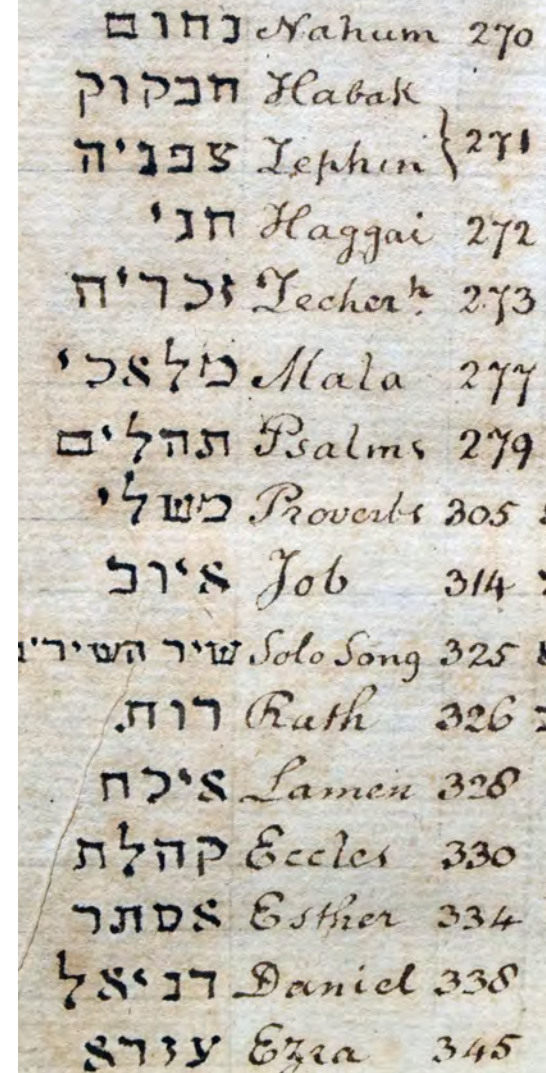 נחום Nahum 270
חבקוק Habak
צפניה Zephin } 271
חגי Haggai 272
זכריה Zecher^h. 273
מלאכי Mala 277
תהלים Psalms 279
משלי Proverbs 305
איוב Job 314
שיר השיר Solo Song 325
רות Ruth 326
איכה Lamen 328
קהלת Eccles 330
אסתר Esther 334
דניאל Daniel 338
עזרא Ezra 345